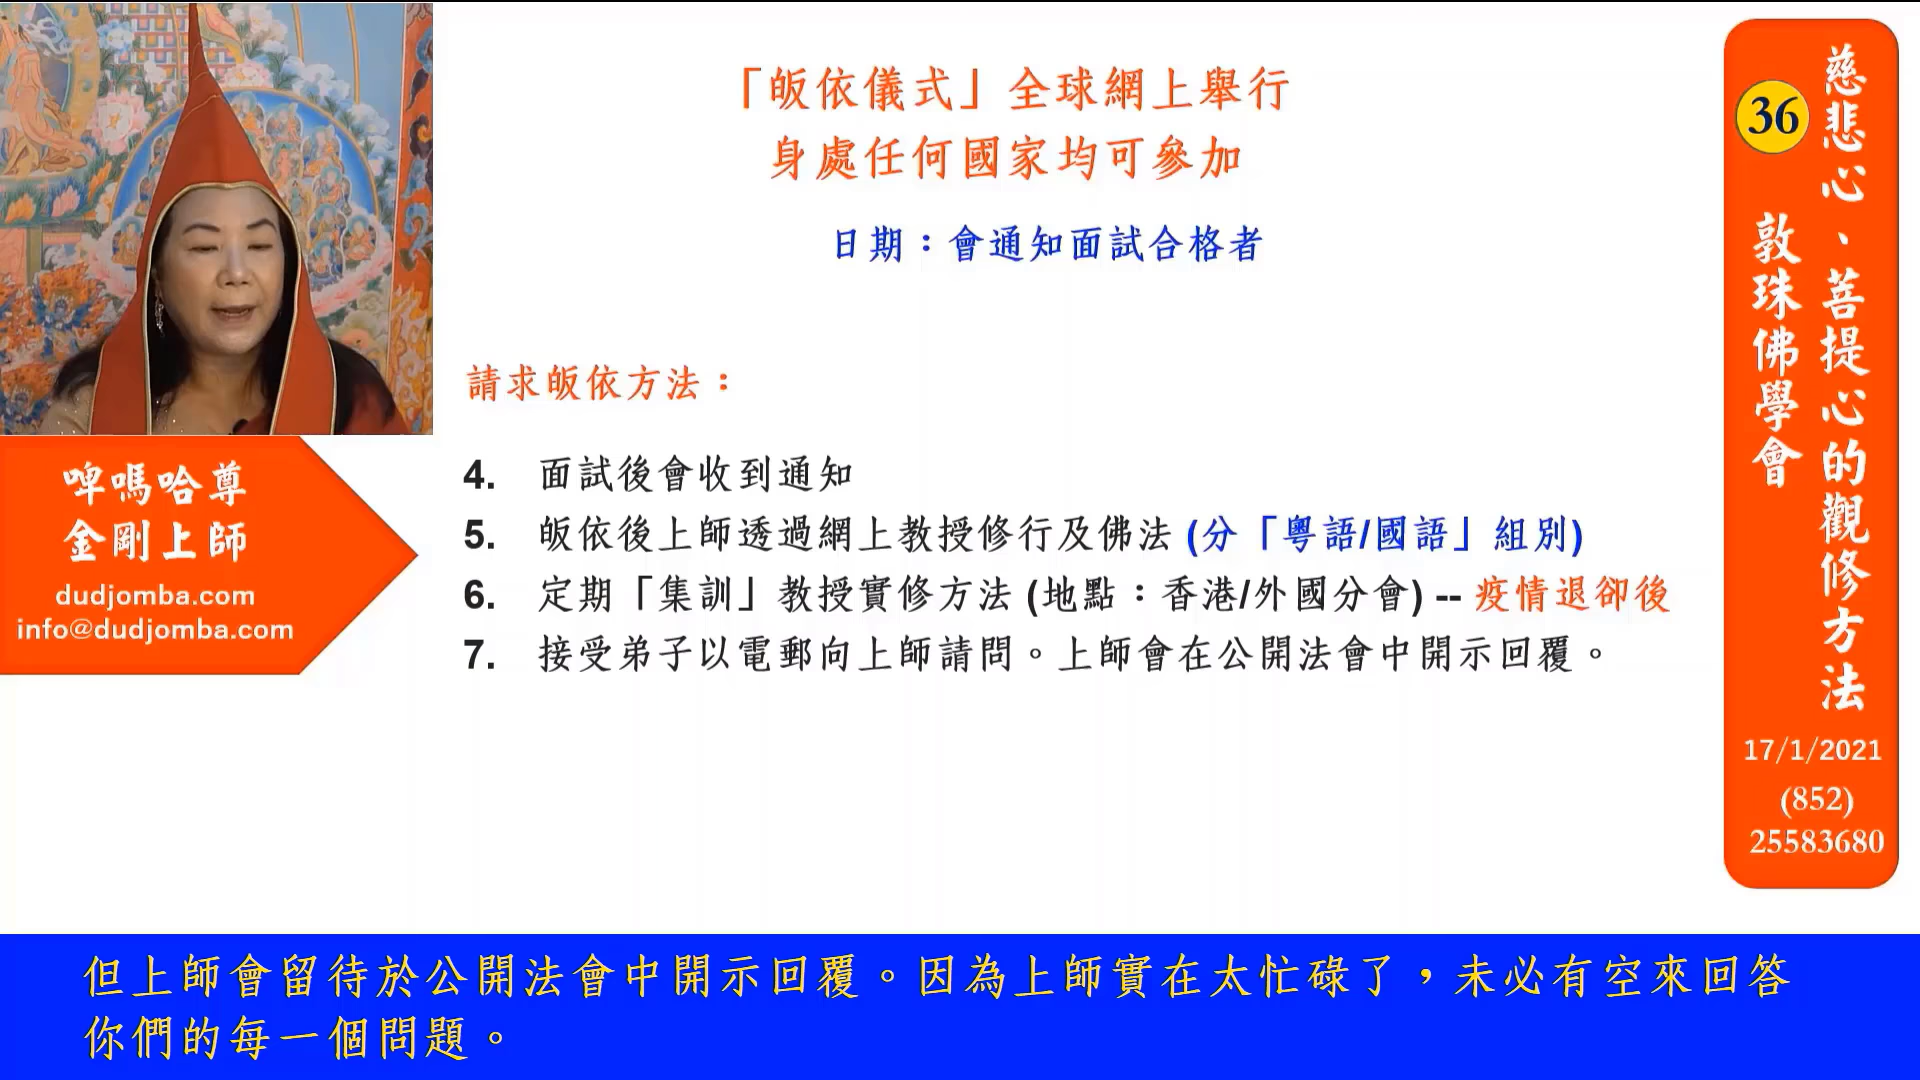 「皈依儀式」全球網上舉行
身處任何國家均可參加
日期：會通知面試合格者
請求皈依方法：
4. 面試後會收到通知
5. 皈依後上師透過網上教授修行及佛法 (分「粵語/國語」組別)
6. 定期「集訓」教授實修方法 (地點：香港/外國分會) -- 疫情退卻後
7. 接受弟子以電郵向上師請問。上師會在公開法會中開示回覆。
啤嗎哈尊
金剛上師
dudjomba.com
info@dudjomba.com
36
慈悲心、菩提心的觀修方法
敦珠佛學會
17/1/2021
(852)
25583680
但上師會留待於公開法會中開示回覆。因為上師實在太忙碌了，未必有空來回答
你們的每一個問題。